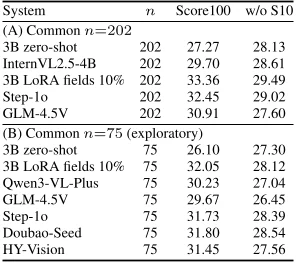 System n Score100 w/o S10
(A) Common n=202
3B zero-shot 202 27.27 28.13
InternVL2.5-4B 202 29.70 28.61
3B LoRA fields 10% 202 33.36 29.49
Step-1o 202 32.45 29.02
GLM-4.5V 202 30.91 27.60
(B) Common n=75 (exploratory)
3B zero-shot 75 26.10 27.30
3B LoRA fields 10% 75 32.05 28.12
Qwen3-VL-Plus 75 30.23 27.04
GLM-4.5V 75 29.67 26.45
Step-1o 75 31.73 28.39
Doubao-Seed 75 31.80 28.54
HY-Vision 75 31.45 27.56